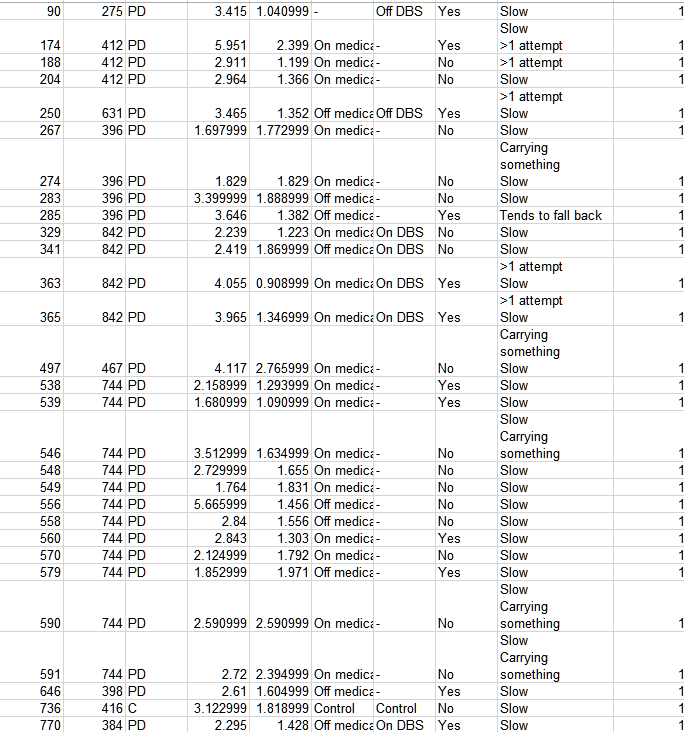 90 275 PD 3.415 1.040999 - Off DBS Yes Slow 1
Slow
174 412 PD 5.951 2.399 On medica - Yes >1 attempt 1
188 412 PD 2.911 1.199 On medica - No >1 attempt 1
204 412 PD 2.964 1.366 On medica - No Slow 1
>1 attempt
250 631 PD 3.465 1.352 Off medica Off DBS Yes Slow 1
267 396 PD 1.697999 1.772999 On medica - No Slow 1
Carrying
something
274 396 PD 1.829 1.829 On medica - No Slow 1
283 396 PD 3.399999 1.888999 Off medica - No Slow 1
285 396 PD 3.646 1.382 Off medica - Yes Tends to fall back 1
329 842 PD 2.239 1.223 On medica On DBS No Slow 1
341 842 PD 2.419 1.869999 Off medica On DBS No Slow 1
>1 attempt
363 842 PD 4.055 0.908999 On medica On DBS Yes Slow 1
>1 attempt
365 842 PD 3.965 1.346999 On medica On DBS Yes Slow 1
Carrying
something
497 467 PD 4.117 2.765999 On medica - No Slow 1
538 744 PD 2.158999 1.293999 On medica - Yes Slow 1
539 744 PD 1.680999 1.090999 On medica - Yes Slow 1
Slow
Carrying
546 744 PD 3.512999 1.634999 On medica - No something 1
548 744 PD 2.729999 1.655 On medica - No Slow 1
549 744 PD 1.764 1.831 On medica - No Slow 1
556 744 PD 5.665999 1.456 Off medica - No Slow 1
558 744 PD 2.84 1.556 Off medica - No Slow 1
560 744 PD 2.843 1.303 On medica - Yes Slow 1
570 744 PD 2.124999 1.792 On medica - No Slow 1
579 744 PD 1.852999 1.971 Off medica - Yes Slow 1
Slow
Carrying
590 744 PD 2.590999 2.590999 On medica - No something 1
Slow
Carrying
591 744 PD 2.72 2.394999 On medica - No something 1
646 398 PD 2.61 1.604999 Off medica - Yes Slow 1
736 416 C 3.122999 1.818999 Control Control No Slow 1
770 384 PD 2.295 1.428 Off medica On DBS Yes Slow 1